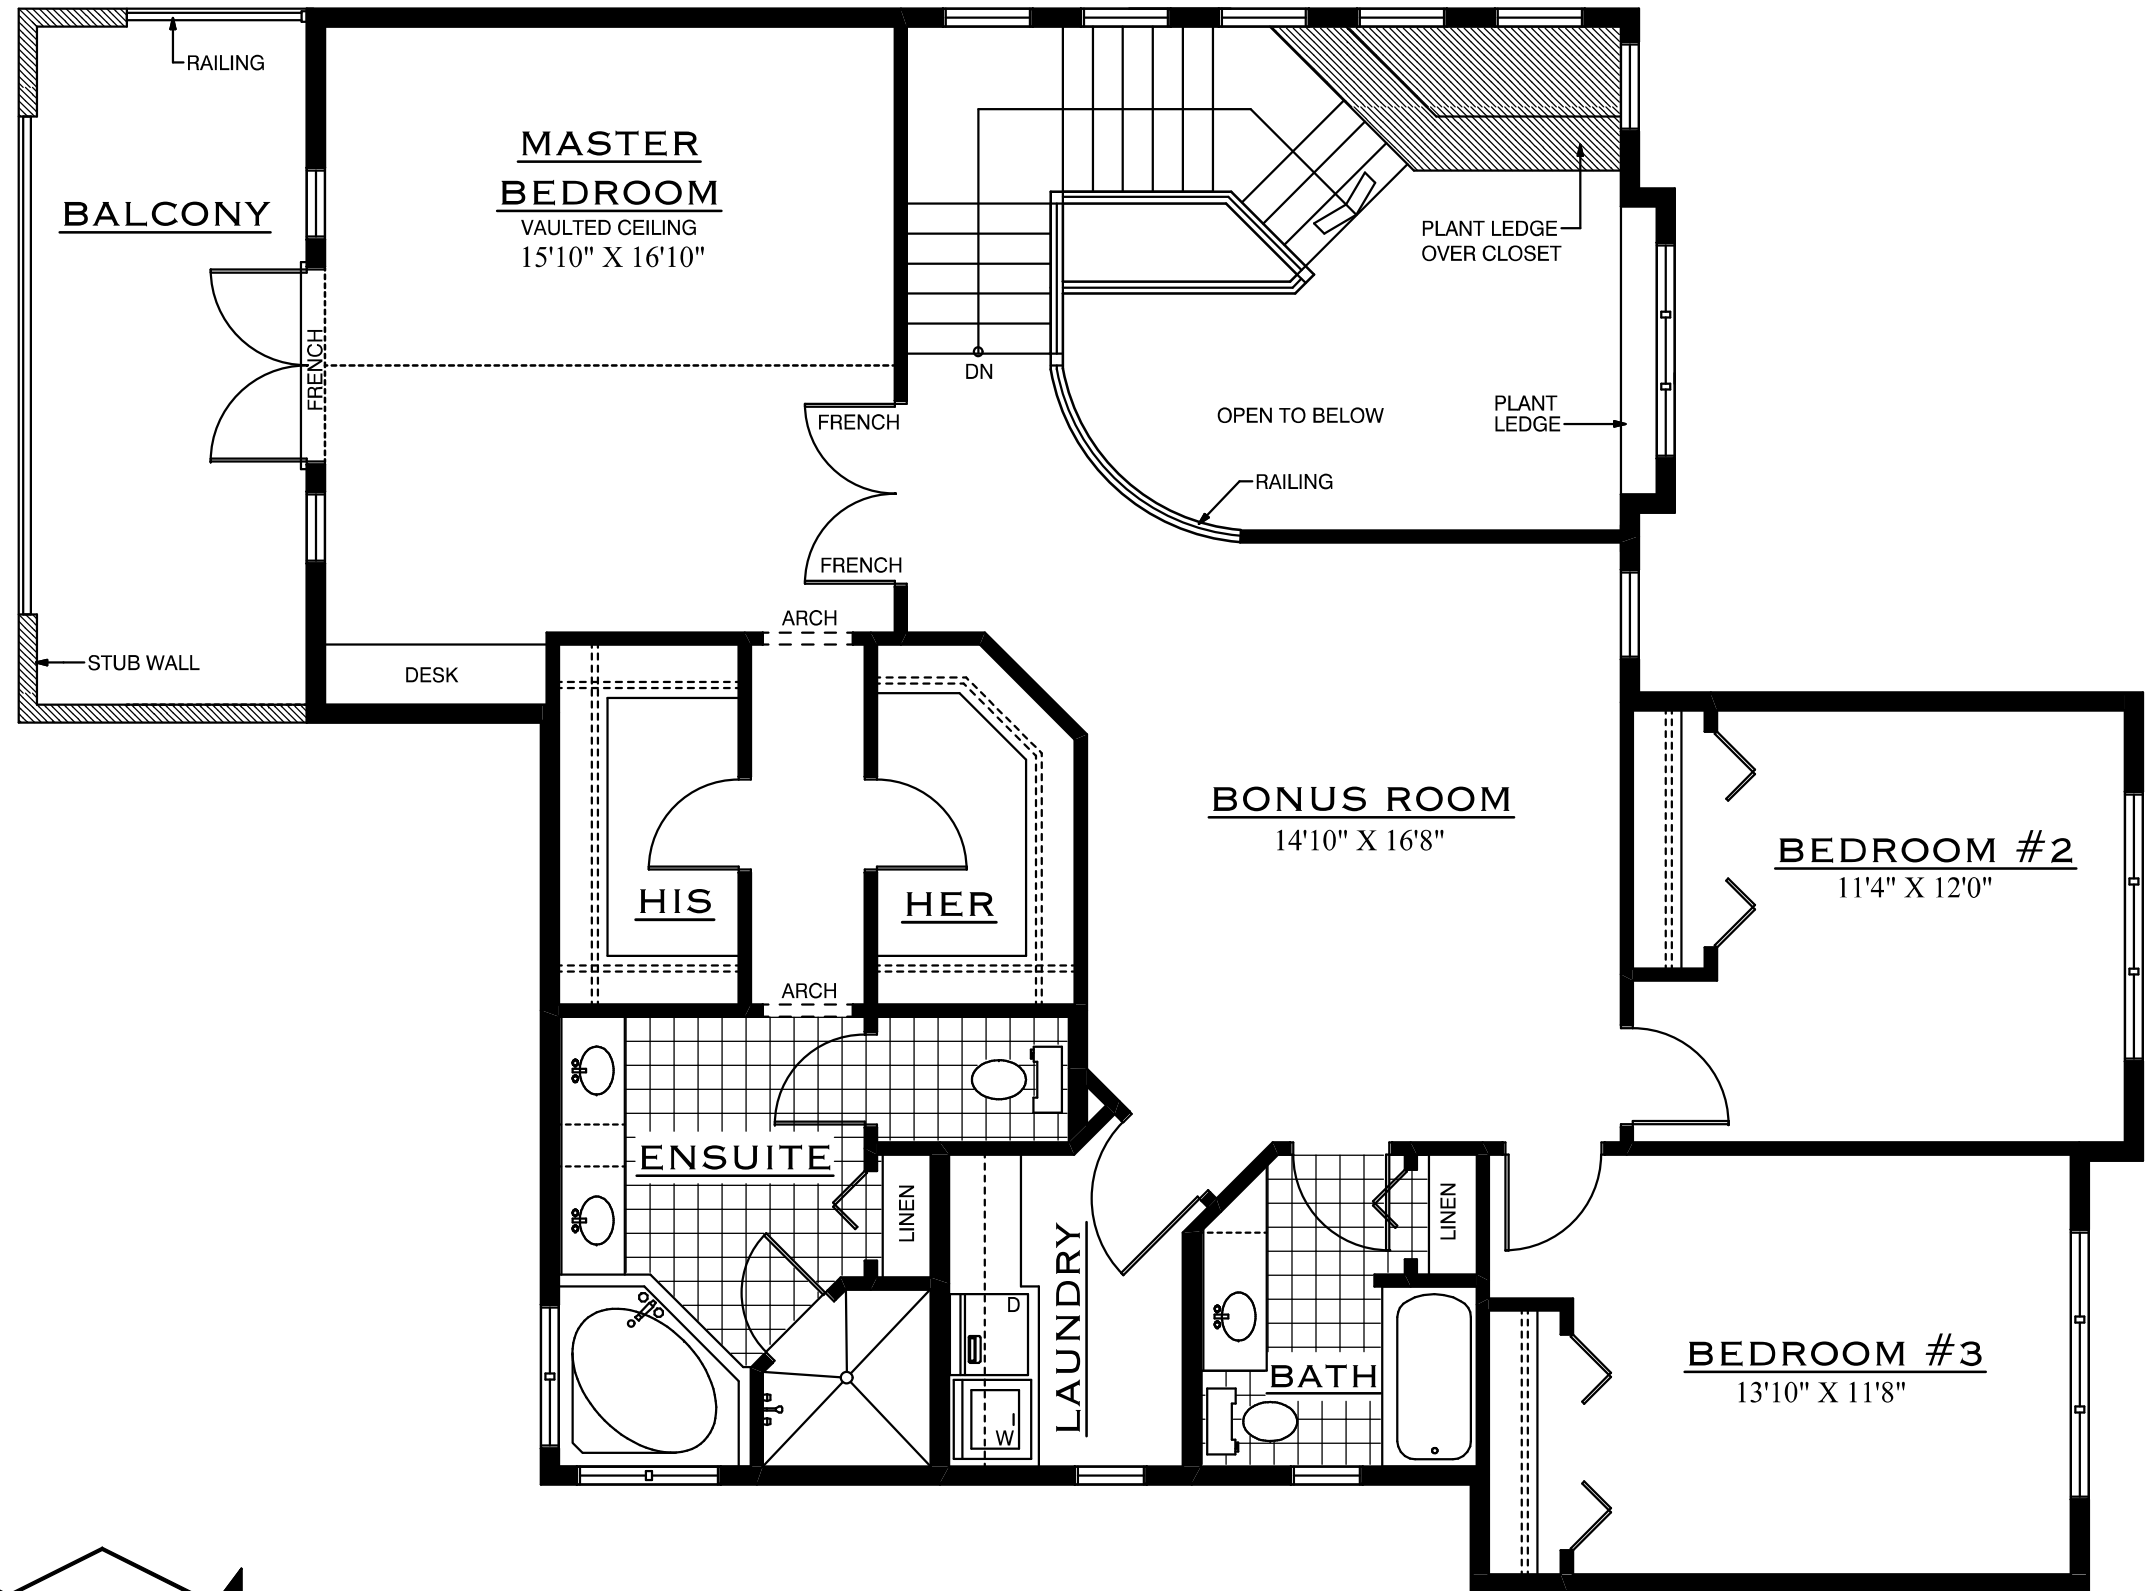 RAILING
BALCONY
STUB WALL
MASTER
BEDROOM
VAULTED CEILING
15'10" X 16'10"
FRENCH
FRENCH
FRENCH
DESK
DN
OPEN TO BELOW
RAILING
PLANT LEDGE
OVER CLOSET
PLANT
LEDGE
ARCH
HIS
HER
ARCH
BONUS ROOM
14'10" X 16'8"
BEDROOM #2
11'4" X 12'0"
ENSUITE
LINEN
LAUNDRY
D
W
LINEN
BATH
BEDROOM #3
13'10" X 11'8"